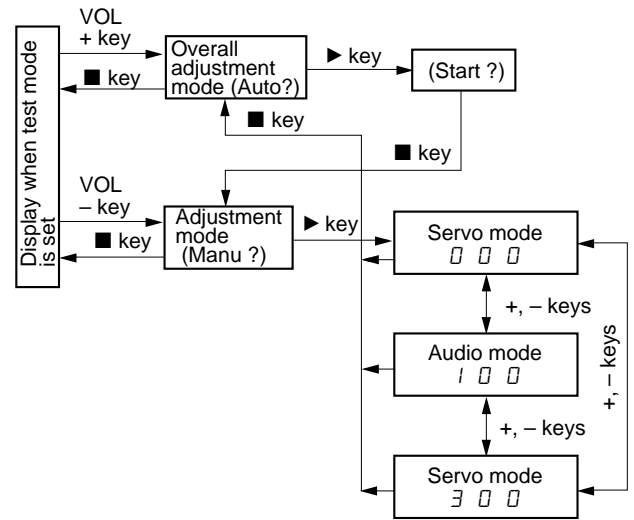 Display when test mode
is set
VOL
+ key
■ key
Overall
adjustment
mode (Auto?)
▶ key
(Start ?)
■ key
■ key
VOL
– key
■ key
Adjustment
mode
(Manu ?)
▶ key
Servo mode
0 0 0
+, – keys
Audio mode
1 0 0
+, – keys
+, – keys
Servo mode
3 0 0